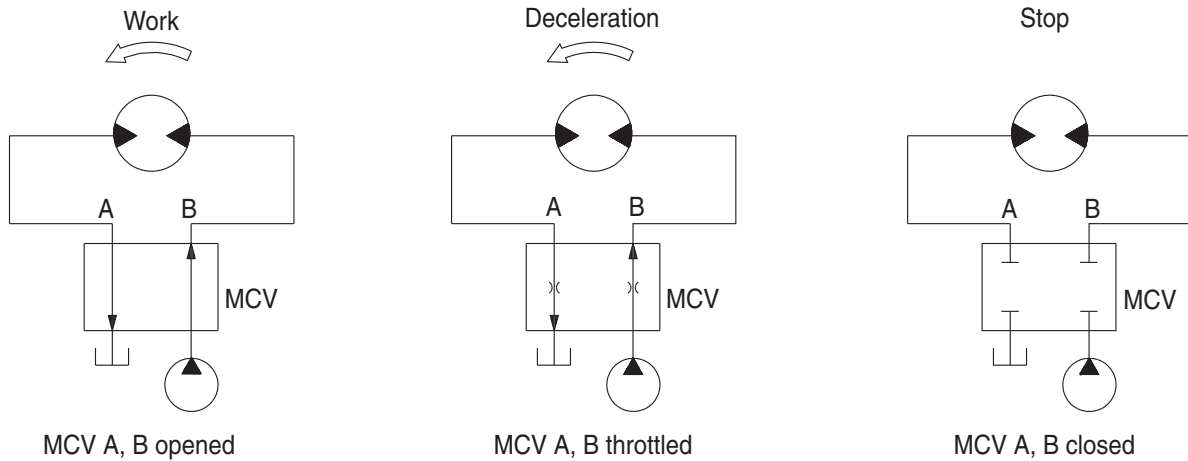 Work
A B
MCV
MCV A, B opened
Deceleration
A B
MCV
MCV A, B throttled
Stop
A B
MCV
MCV A, B closed